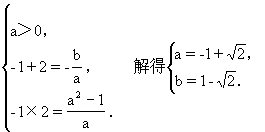 a＞0，
-1+2=-b/a，
-1×2=(a²−1)/a．
解得
a=-1+√2，
b=1-√2．